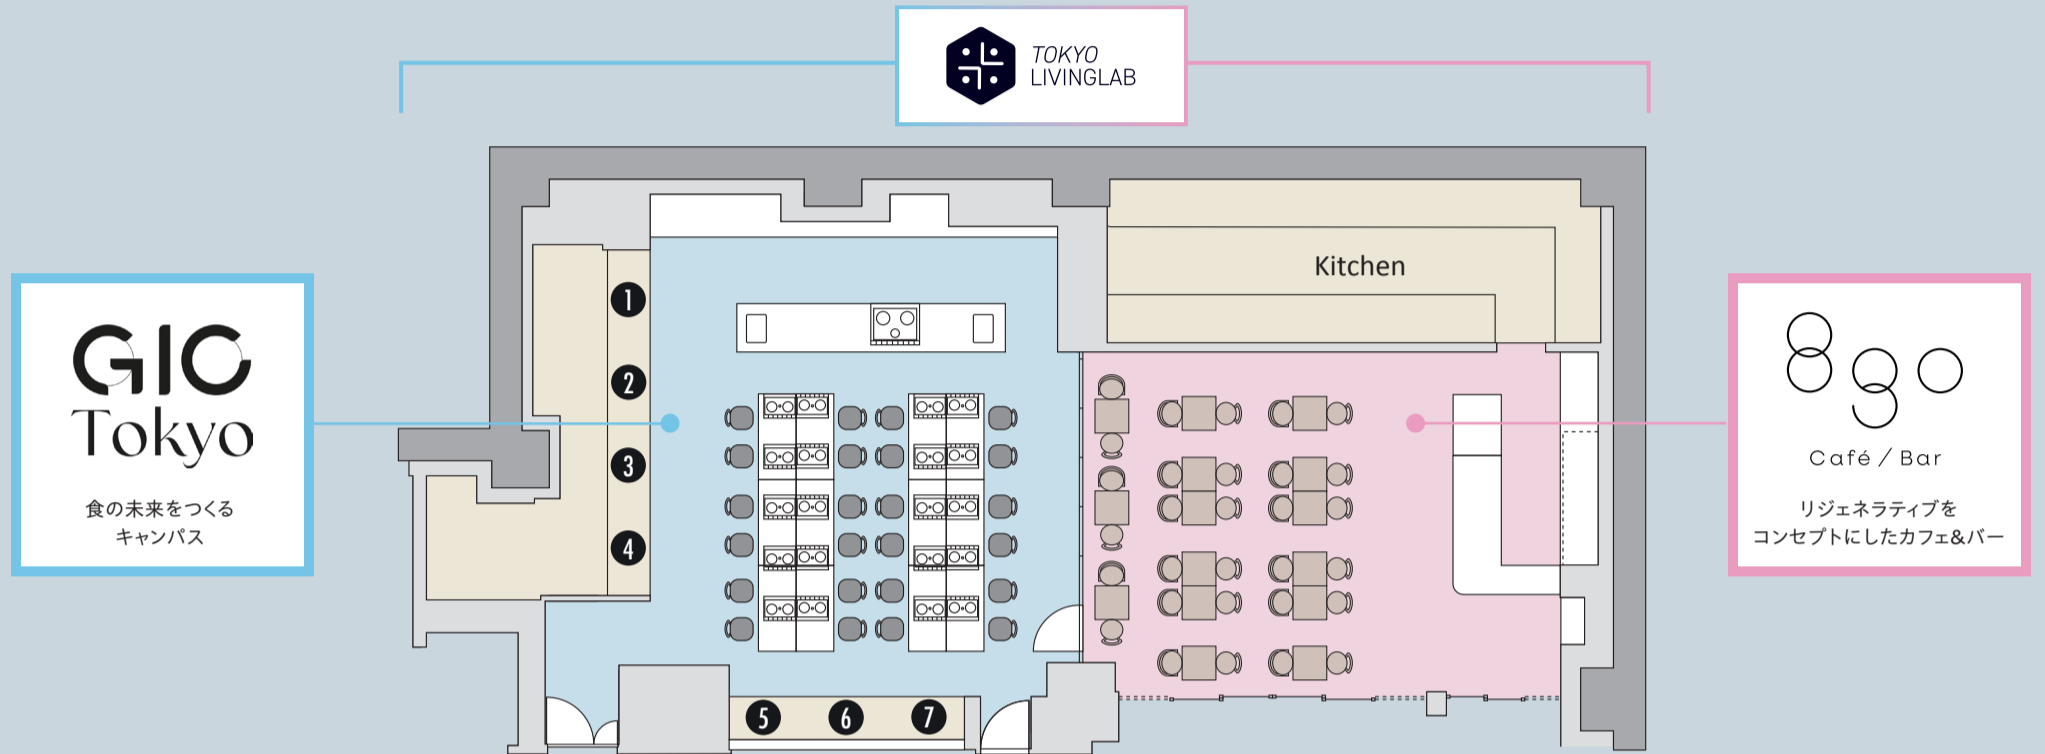 TOKYO
LIVINGLAB
Kitchen
1
2
3
4
5
6
7
GIC
Tokyo
食の未来をつくる
キャンパス
8go
Café / Bar
リジェネラティブを
コンセプトにしたカフェ&バー